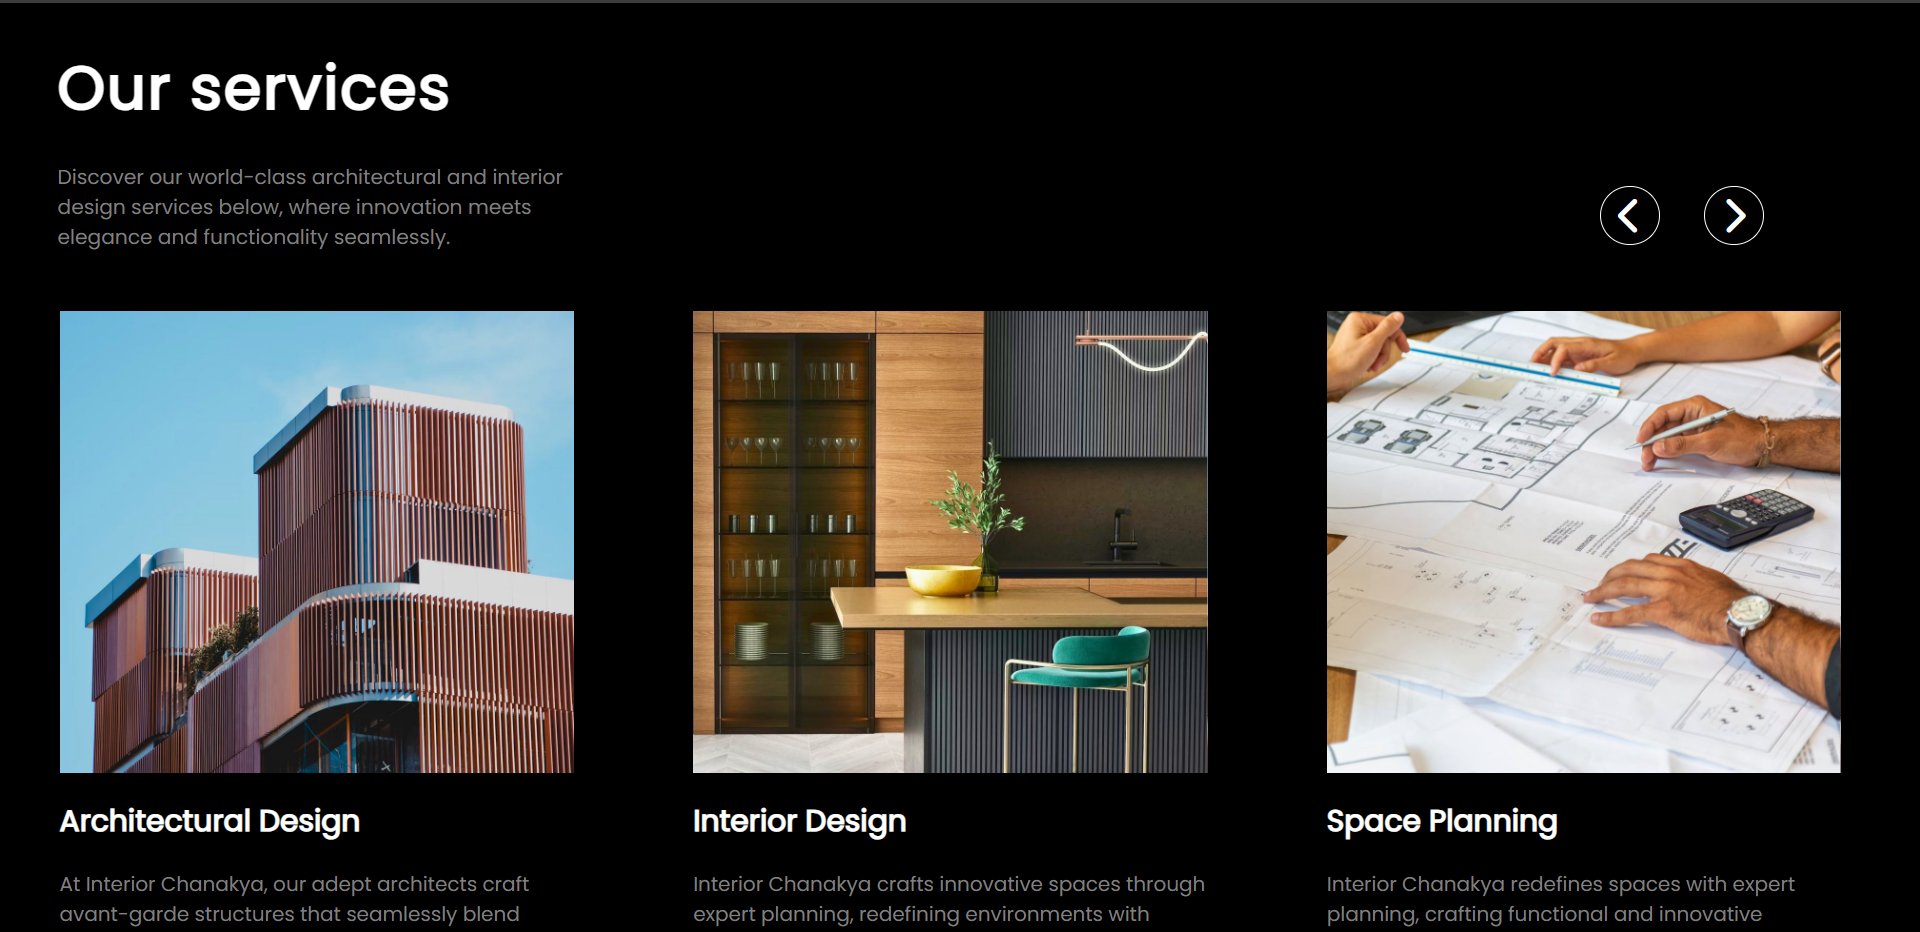 Our services
Discover our world-class architectural and interior
design services below, where innovation meets
elegance and functionality seamlessly.
Architectural Design
At Interior Chanakya, our adept architects craft
avant-garde structures that seamlessly blend
Interior Design
Interior Chanakya crafts innovative spaces through
expert planning, redefining environments with
Space Planning
Interior Chanakya redefines spaces with expert
planning, crafting functional and innovative